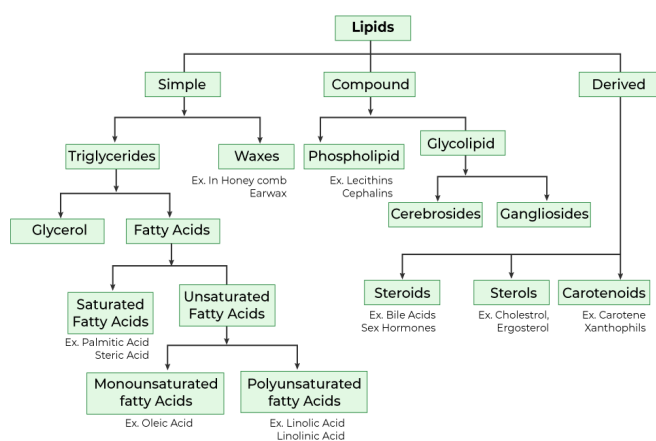 Lipids
Simple
Compound
Derived
Triglycerides
Waxes
Ex. In Honey comb
Earwax
Phospholipid
Ex. Lecithins
Cephalins
Glycolipid
Glycerol
Fatty Acids
Cerebrosides
Gangliosides
Saturated
Fatty Acids
Ex. Palmitic Acid
Steric Acid
Unsaturated
Fatty Acids
Steroids
Ex. Bile Acids
Sex Hormones
Sterols
Ex. Cholestrol,
Ergosterol
Carotenoids
Ex. Carotene
Xanthophils
Monounsaturated
fatty Acids
Ex. Oleic Acid
Polyunsaturated
fatty Acids
Ex. Linolic Acid
Linolinic Acid